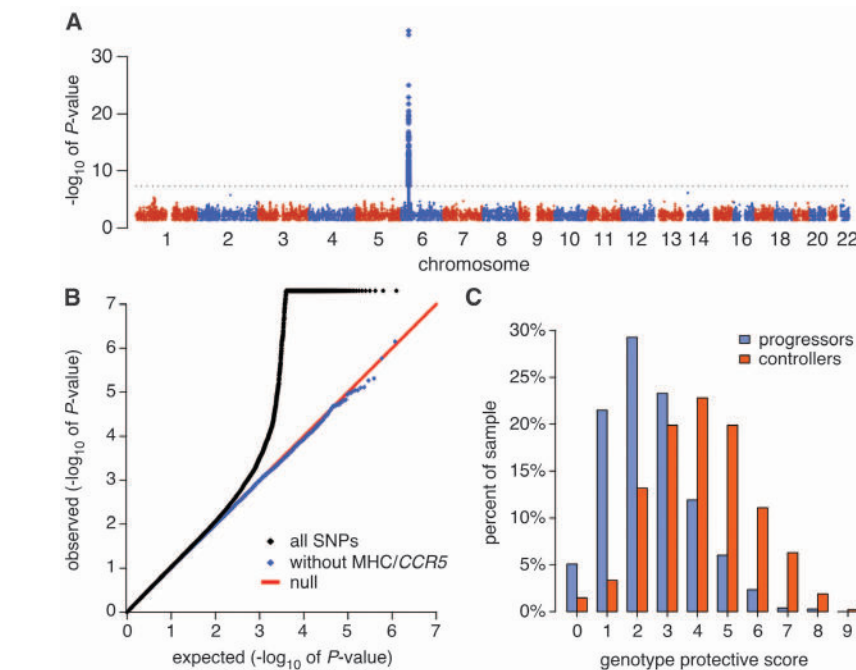 A
30
20
10
0
-log10 of P-value
1 2 3 4 5 6 7 8 9 10 11 12 13 14 16 18 20 22
chromosome
B
7
6
5
4
3
2
1
0
observed (-log10 of P-value)
all SNPs
without MHC/CCR5
null
0 1 2 3 4 5 6 7
expected (-log10 of P-value)
C
30%
25%
20%
15%
10%
5%
0%
percent of sample
progressors
controllers
0 1 2 3 4 5 6 7 8 9
genotype protective score